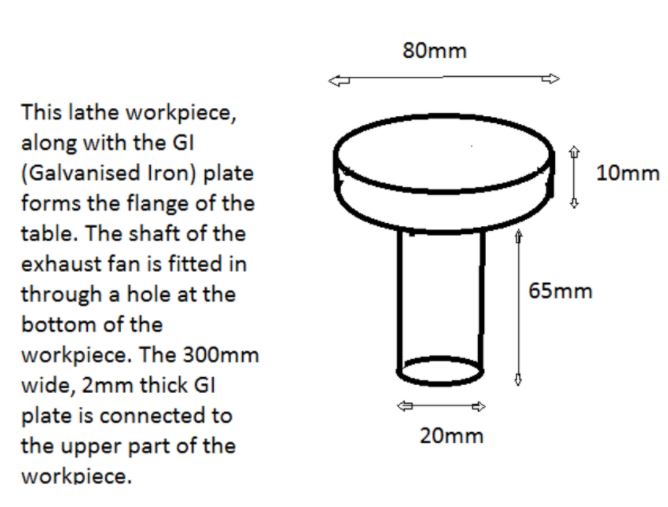 80mm
This lathe workpiece,
along with the GI
(Galvanised Iron) plate
forms the flange of the
table. The shaft of the
exhaust fan is fitted in
through a hole at the
bottom of the
workpiece. The 300mm
wide, 2mm thick GI
plate is connected to
the upper part of the
workpiece.
10mm
65mm
20mm